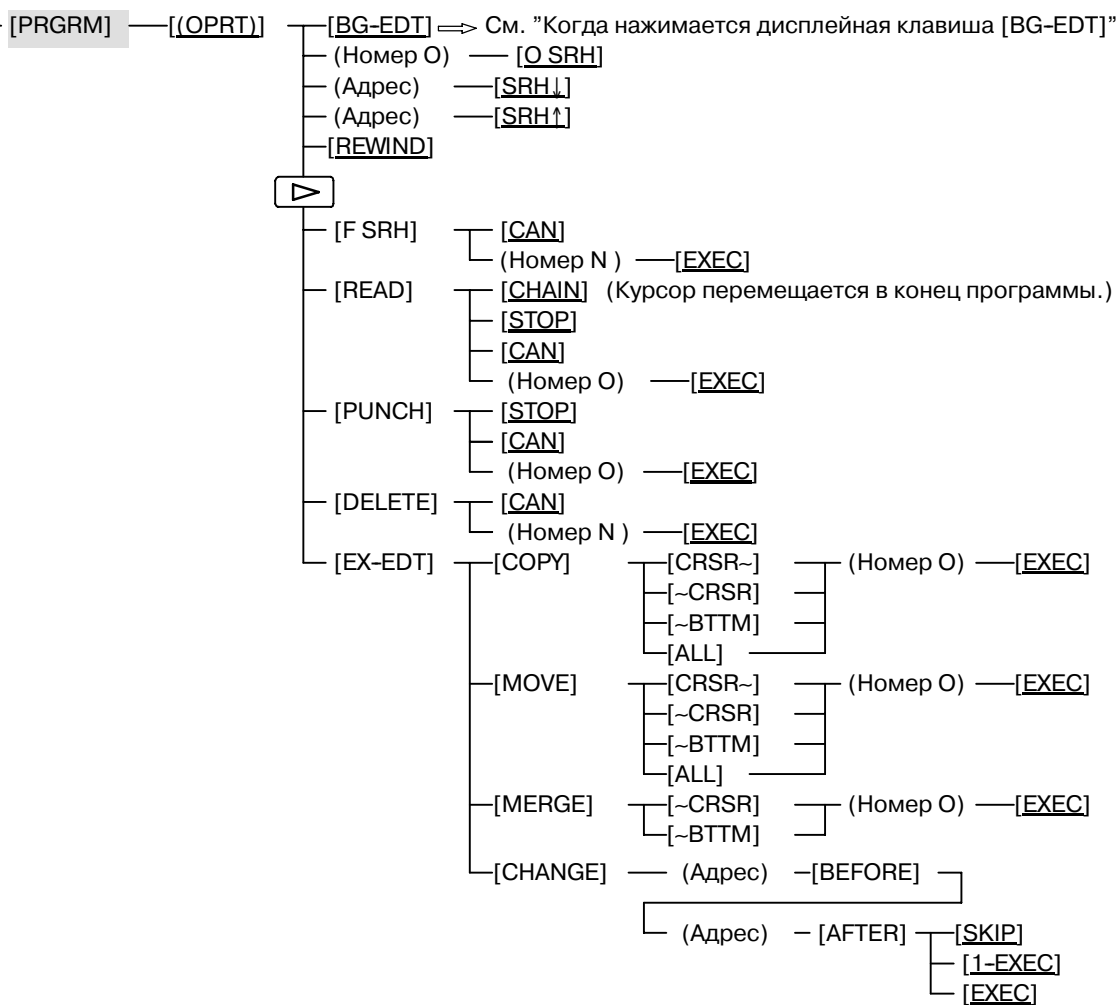 [PRGRM] [(OPRT)] [BG-EDT] См. "Когда нажимается дисплейная клавиша [BG-EDT]"
(Номер O) [O SRH]
(Адрес) [SRH↓]
(Адрес) [SRH↑]
[REWIND]
[F SRH] [CAN]
(Номер N ) [EXEC]
[READ] [CHAIN] (Курсор перемещается в конец программы.)
[STOP]
[CAN]
(Номер O) [EXEC]
[PUNCH] [STOP]
[CAN]
(Номер O) [EXEC]
[DELETE] [CAN]
(Номер N ) [EXEC]
[EX-EDT] [COPY] [CRSR~] (Номер O) [EXEC]
[~CRSR]
[~BTTM]
[ALL]
[MOVE] [CRSR~] (Номер O) [EXEC]
[~CRSR]
[~BTTM]
[ALL]
[MERGE] [~CRSR] (Номер O) [EXEC]
[~BTTM]
[CHANGE] (Адрес) [BEFORE]
(Адрес) [AFTER] [SKIP]
[1-EXEC]
[EXEC]